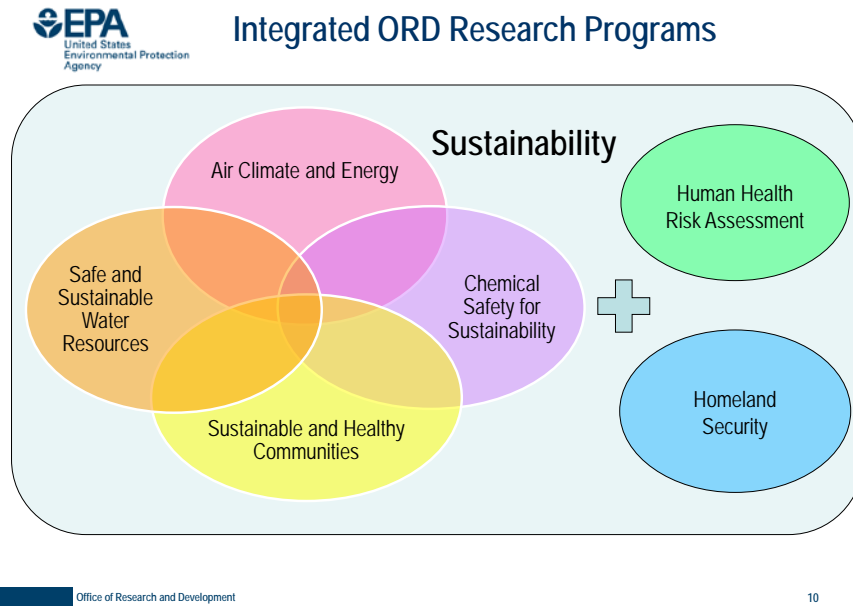 EPA
United States
Environmental Protection
Agency
Integrated ORD Research Programs
Sustainability
Air Climate and Energy
Safe and
Sustainable
Water
Resources
Chemical
Safety for
Sustainability
Sustainable and Healthy
Communities
Human Health
Risk Assessment
Homeland
Security
Office of Research and Development
10